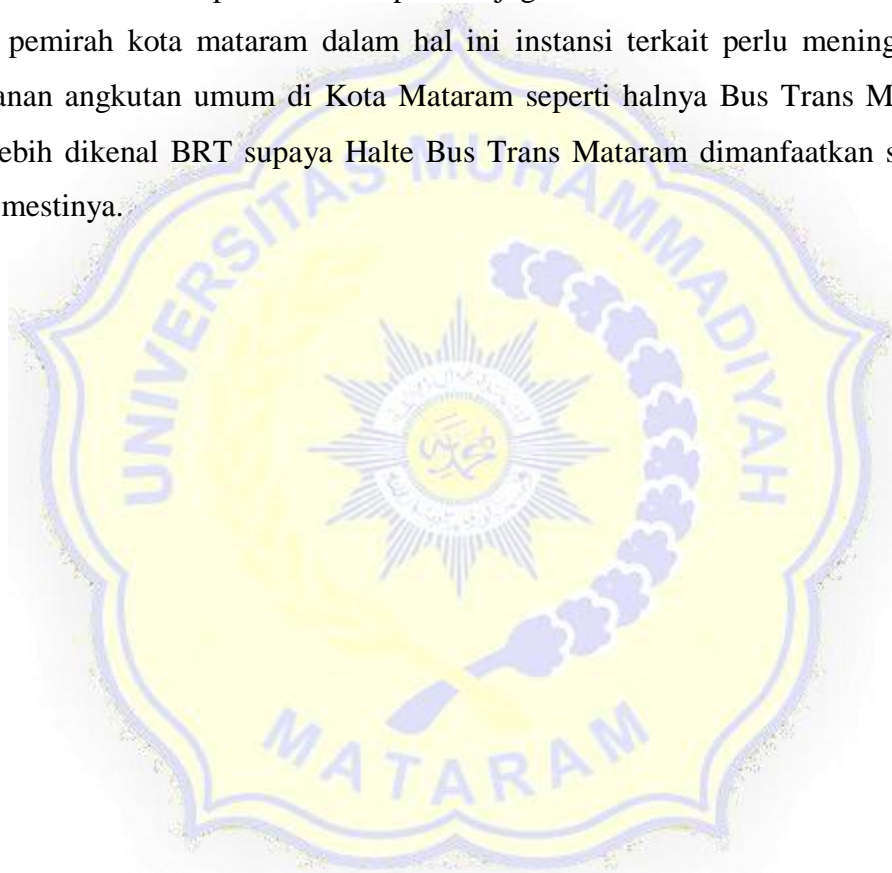 pemirah kota mataram dalam hal ini instansi terkait perlu mening
anan angkutan umum di Kota Mataram seperti halnya Bus Trans M
ebih dikenal BRT supaya Halte Bus Trans Mataram dimanfaatkan s
mestinya.
UNIVERSITAS MUHAMMADIYAH
MATARAM